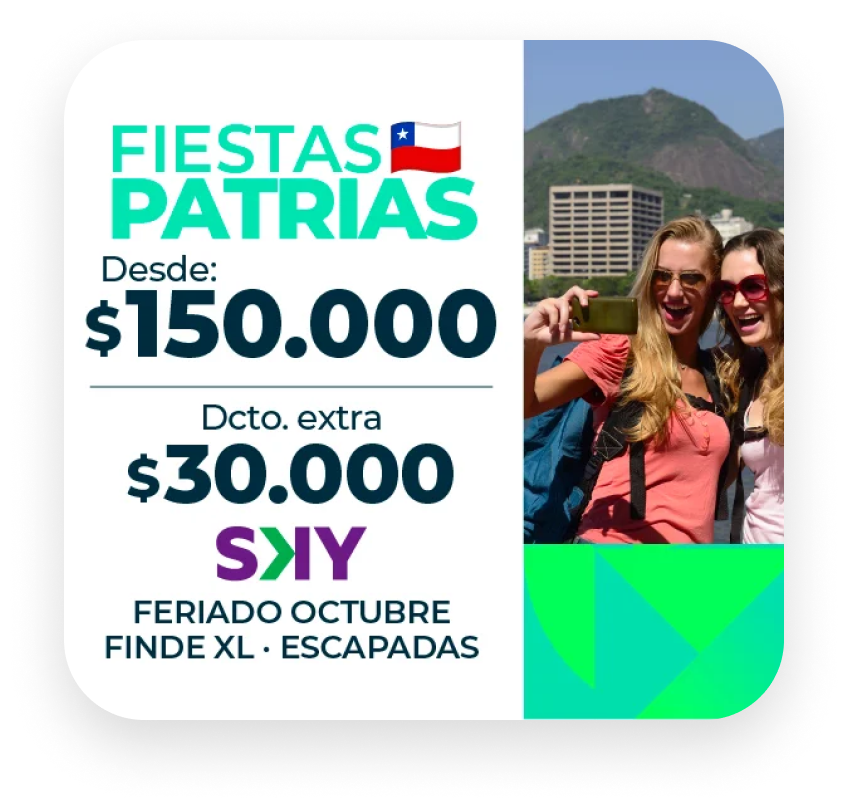 FIESTAS
PATRIAS
Desde:
$150.000
Dcto. extra
$30.000
SKY
FERIADO OCTUBRE
FINDE XL · ESCAPADAS